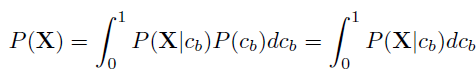 P(𝐗) = ∫₀¹ P(𝐗|c_b)P(c_b)dc_b = ∫₀¹ P(𝐗|c_b)dc_b